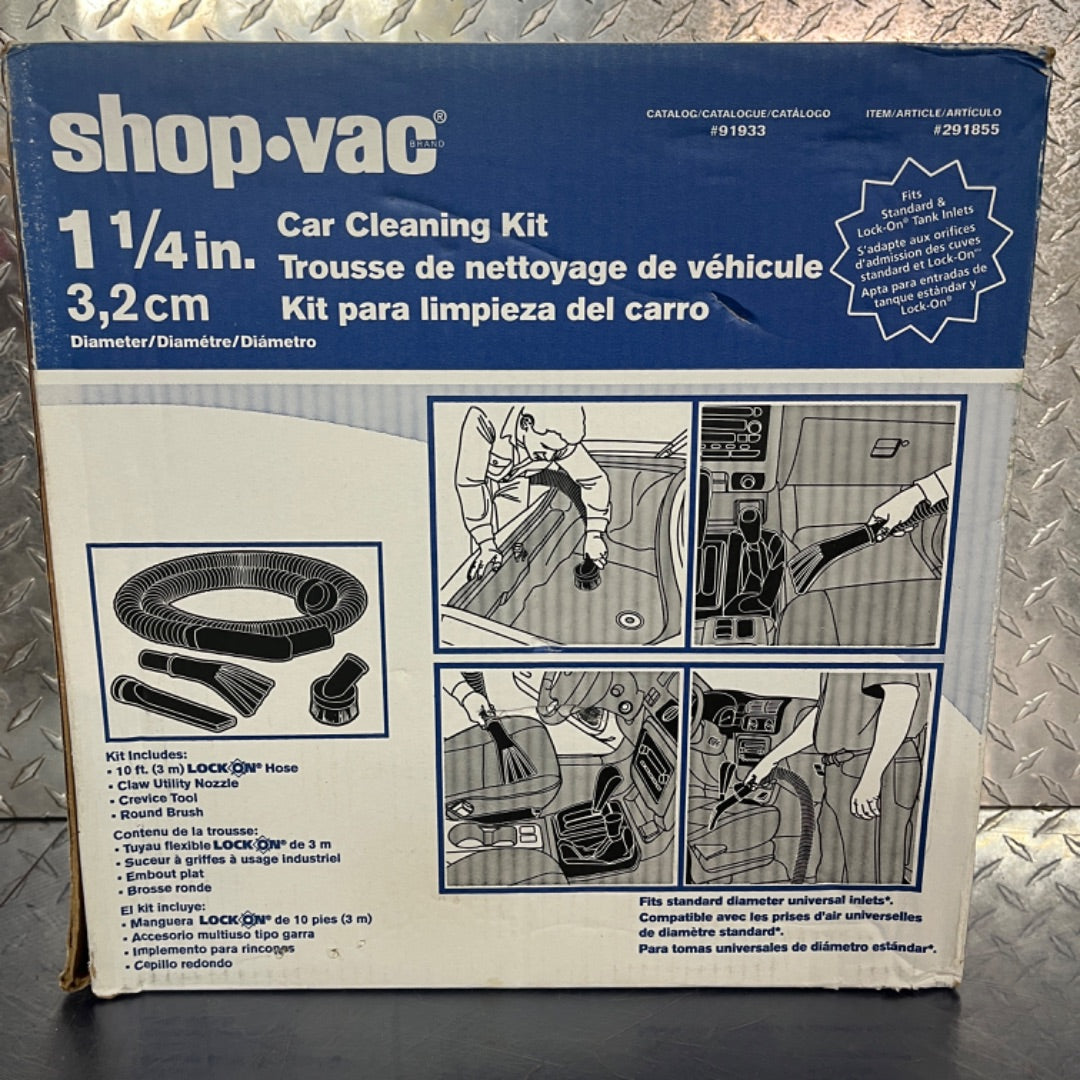 shop•vac®
BRAND
CATALOG/CATALOGUE/CATÁLOGO
#91933
ITEM/ARTICLE/ARTÍCULO
#291855
1 1/4 in.
3,2cm
Diameter/Diamétre/Diámetro
Car Cleaning Kit
Trousse de nettoyage de véhicule
Kit para limpieza del carro
Fits
Standard &
Lock-On® Tank Inlets
S'adapte aux orifices
d'admission des cuves
standard et Lock-On™
Apta para entradas de
tanque estàndar y
Lock-On®
Kit Includes:
• 10 ft. (3 m) LOCK ON® Hose
• Claw Utility Nozzle
• Crevice Tool
• Round Brush
Contenu de la trousse:
• Tuyau flexible LOCK ON® de 3 m
• Suceur à griffes à usage industriel
• Embout plat
• Brosse ronde
El kit incluye:
• Manguera LOCK ON® de 10 pies (3 m)
• Accesorio multiuso tipo garra
• Implemento para rincones
• Cepillo redondo
Fits standard diameter universal inlets*.
Compatible avec les prises d'air universelles
de diamètre standard*.
Para tomas universales de diámetro estándar*.